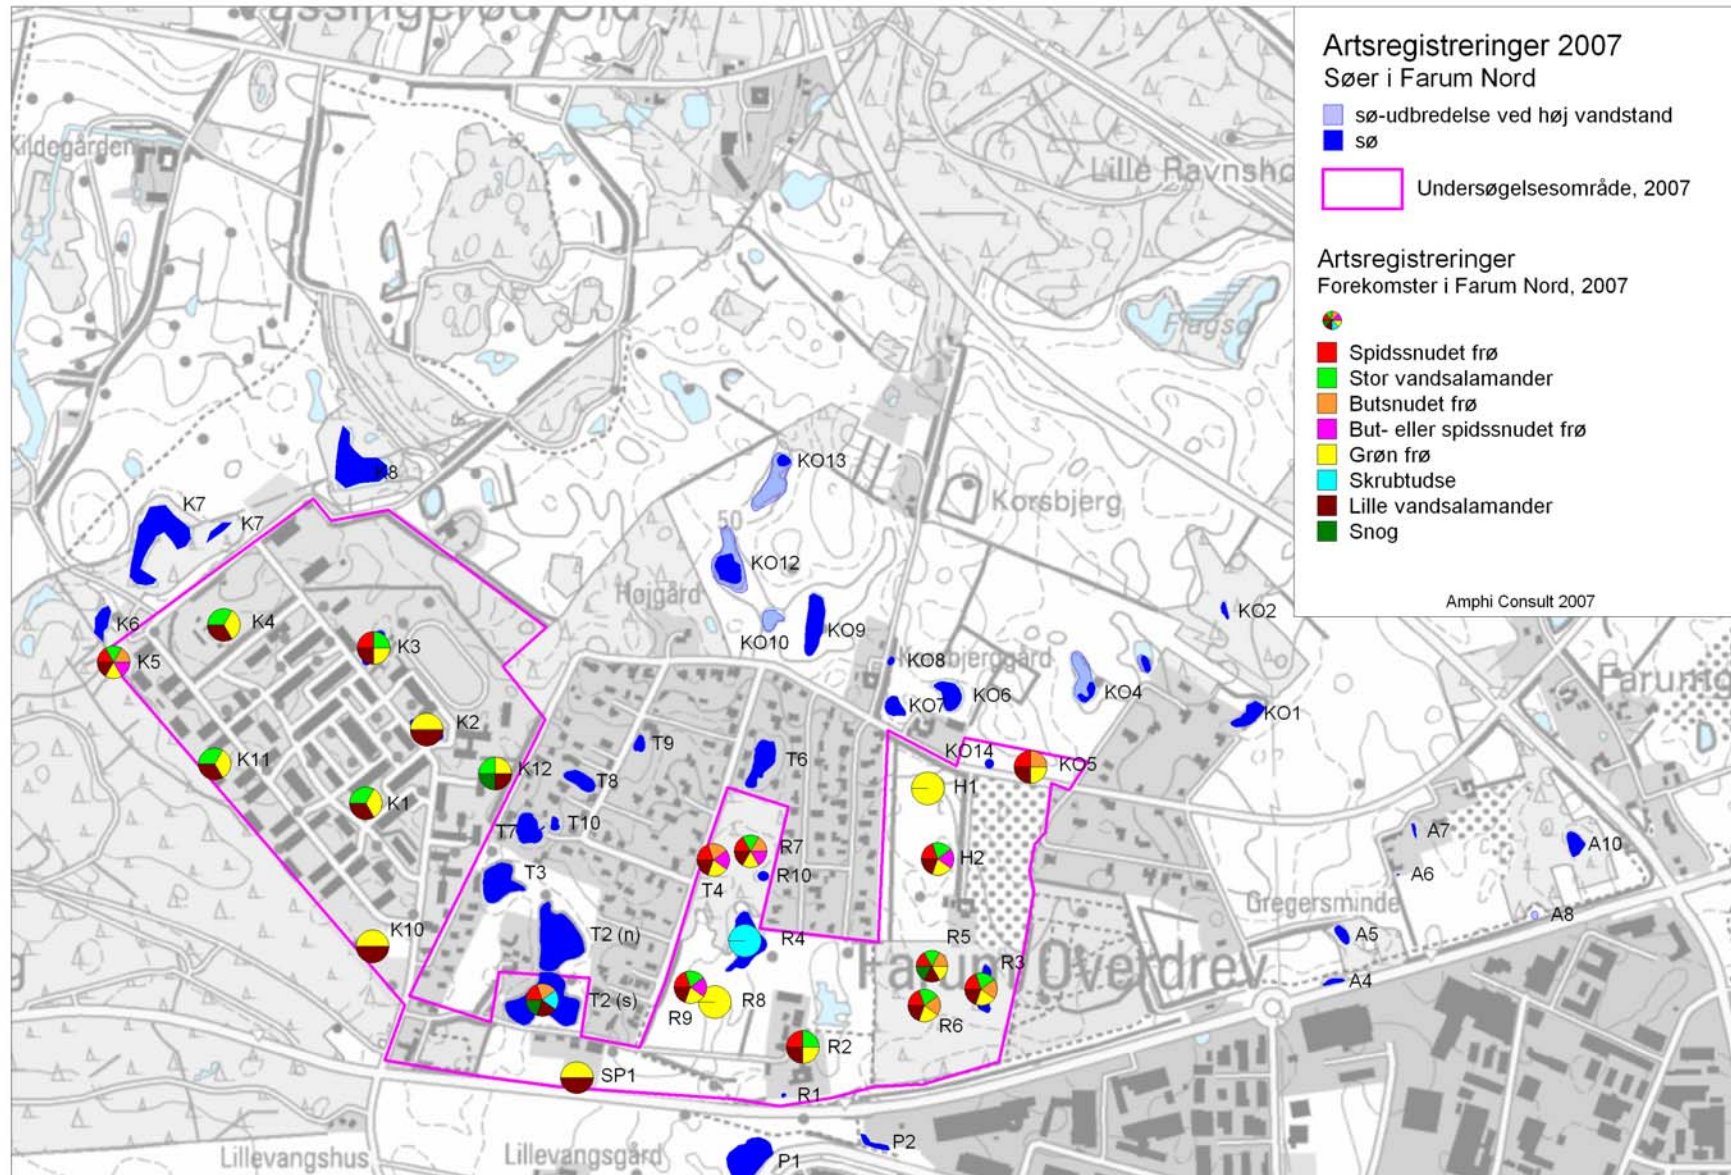 Artsregistreringer 2007
Søer i Farum Nord
sø-udbredelse ved høj vandstand
sø
Undersøgelsesområde, 2007
Artsregistreringer
Forekomster i Farum Nord, 2007
Spidssnudet frø
Stor vandsalamander
Butsnudet frø
But- eller spidssnudet frø
Grøn frø
Skrubtudse
Lille vandsalamander
Snog
Amphi Consult 2007
Kildegården
Lille Ravnsho
Flagsø
K8
KO13
Korsbjerg
K7
K7
50
KO12
Højgård
KO2
K6
K4
K3
KO10
KO9
KO8
K5
KO6
KO4
KO7
KO1
K2
T9
T6
KO14
KO5
K11
K12
T8
H1
K1
T7
T10
A7
A10
R7
H2
T3
T4
R10
A6
Gregersminde
A8
K10
T2 (n)
R4
R5
A5
Farum Overdrev
R3
A4
T2 (s)
R9
R8
R6
R2
SP1
R1
Lillevangshus
Lillevangsgård
P2
P1